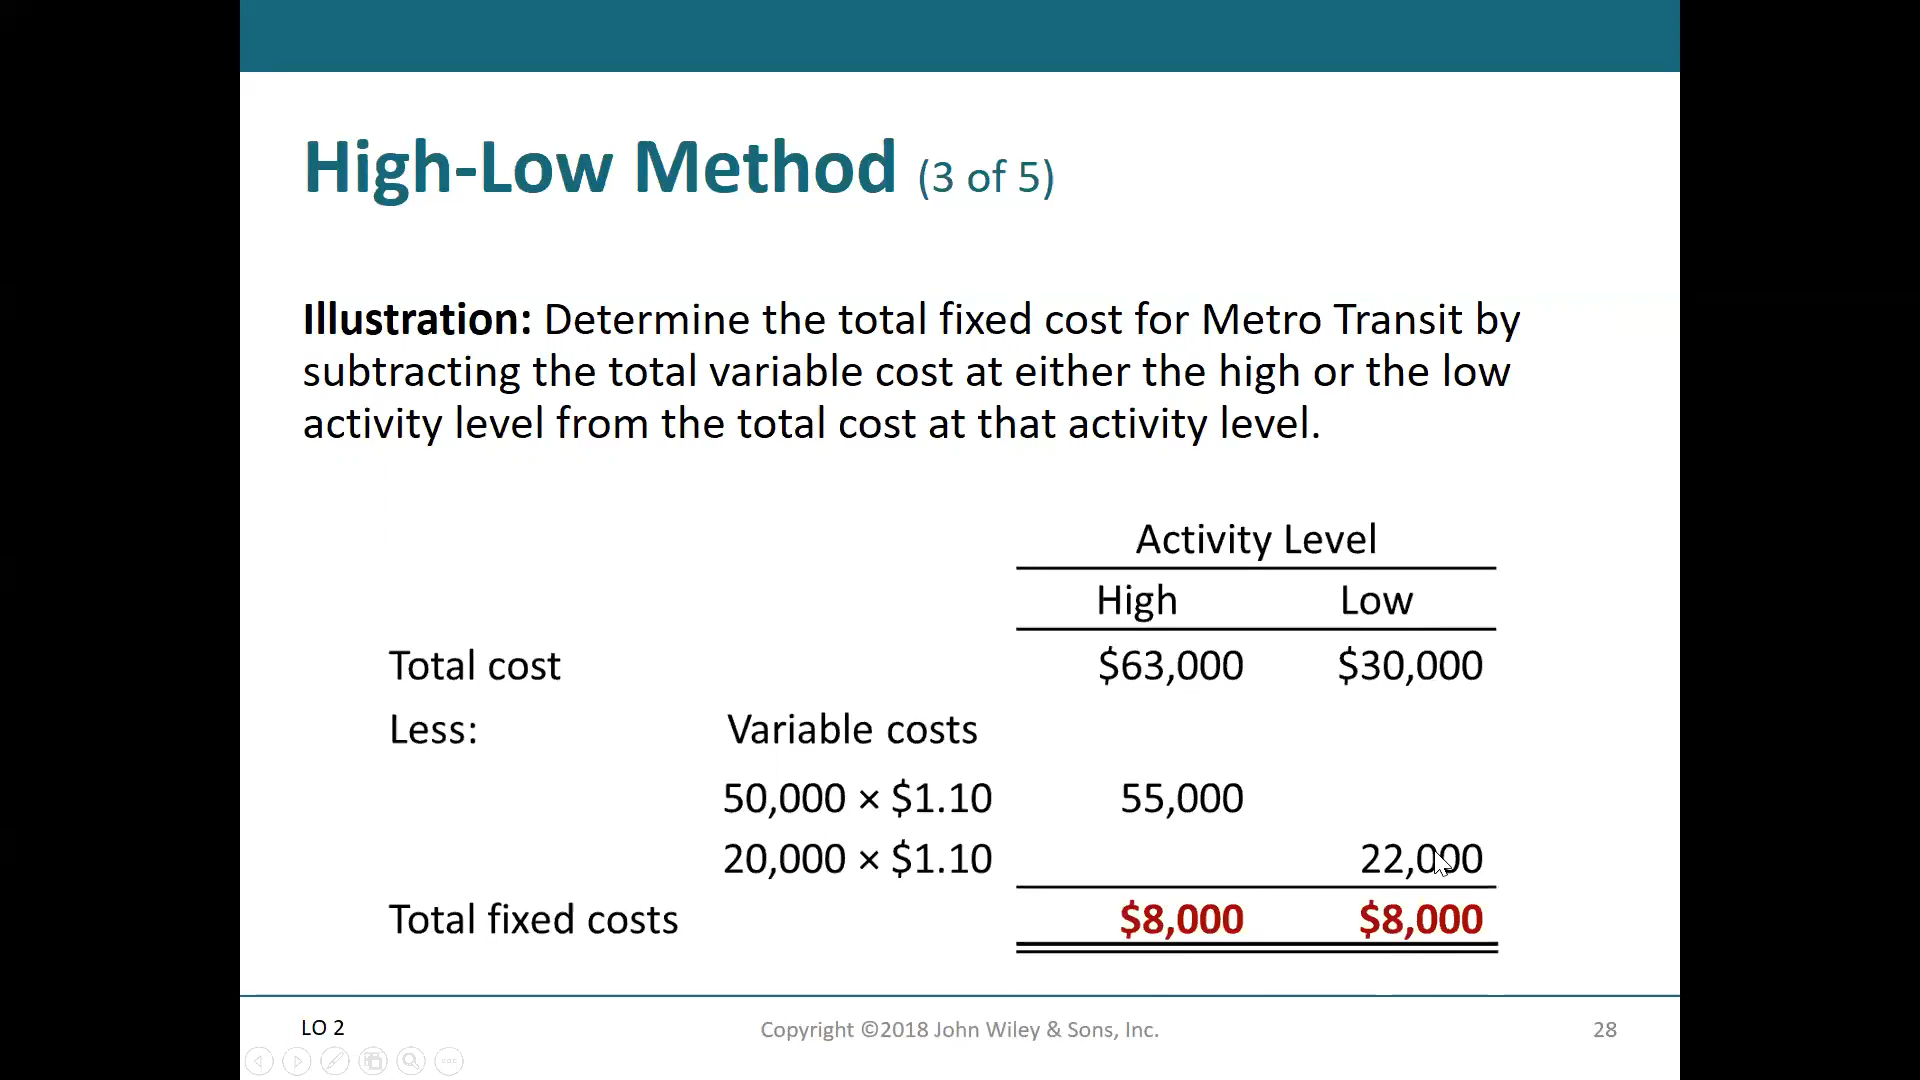 High-Low Method (3 of 5)
Illustration: Determine the total fixed cost for Metro Transit by
subtracting the total variable cost at either the high or the low
activity level from the total cost at that activity level.
Activity Level
High Low
Total cost $63,000 $30,000
Less: Variable costs
50,000 × $1.10 55,000
20,000 × $1.10 22,000
Total fixed costs $8,000 $8,000
LO 2 Copyright ©2018 John Wiley & Sons, Inc. 28